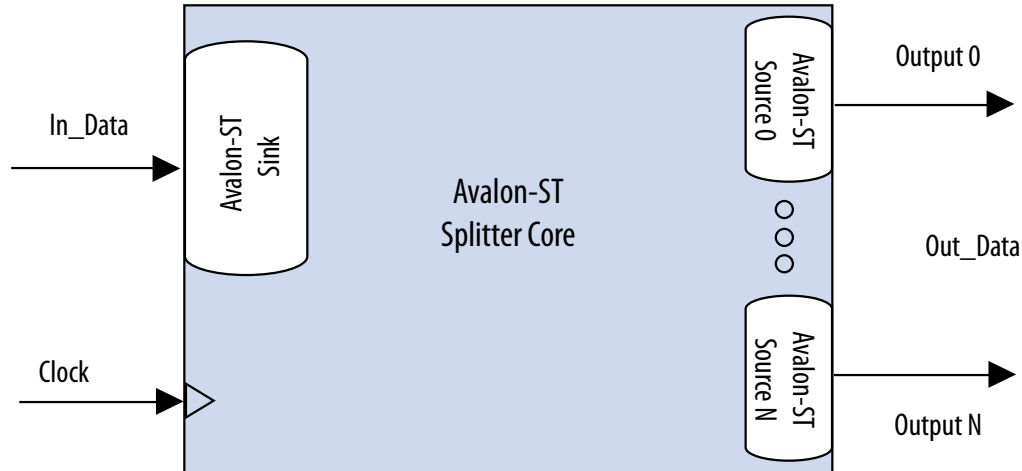 In_Data
Avalon-ST
Sink
Clock
Avalon-ST
Splitter Core
Avalon-ST
Source 0
Output 0
Out_Data
Avalon-ST
Source N
Output N